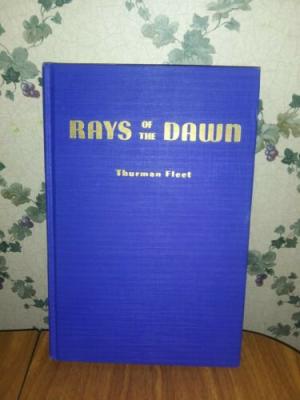 RAYS OF THE DAWN
Thurman Fleet